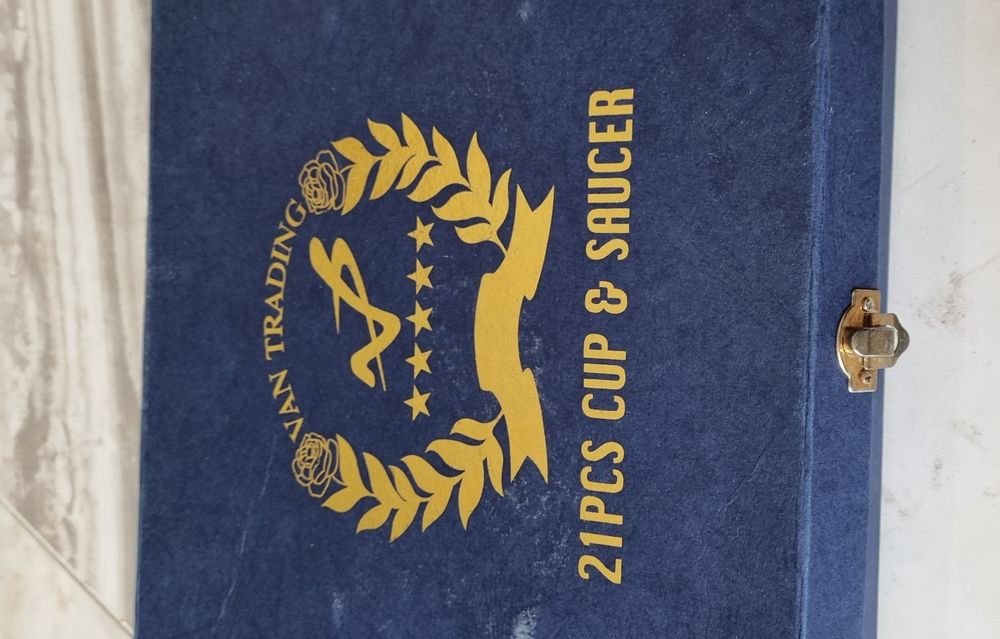 VAN TRADING
21PCS CUP & SAUCER